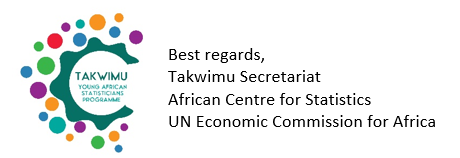 TAKWIMU
YOUNG AFRICAN
STATISTICIANS
PROGRAMME
Best regards,
Takwimu Secretariat
African Centre for Statistics
UN Economic Commission for Africa